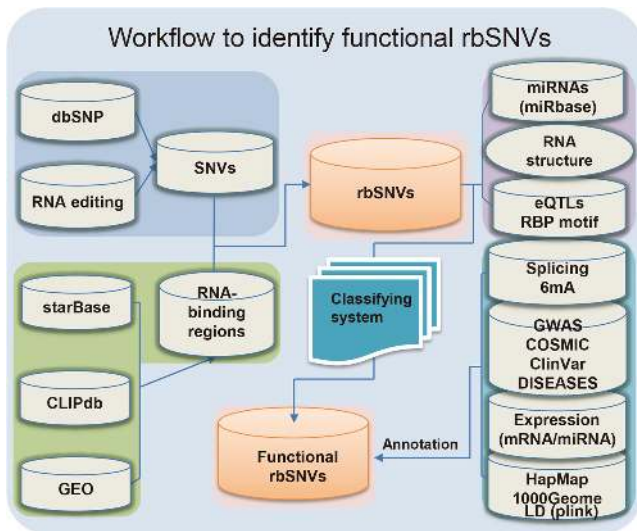 Workflow to identify functional rbSNVs
dbSNP
RNA editing
SNVs
rbSNVs
miRNAs
(miRbase)
RNA
structure
eQTLs
RBP motif
starBase
CLIPdb
GEO
RNA-
binding
regions
Classifying
system
Splicing
6mA
GWAS
COSMIC
ClinVar
DISEASES
Expression
(mRNA/miRNA)
HapMap
1000Geome
LD (plink)
Annotation
Functional
rbSNVs